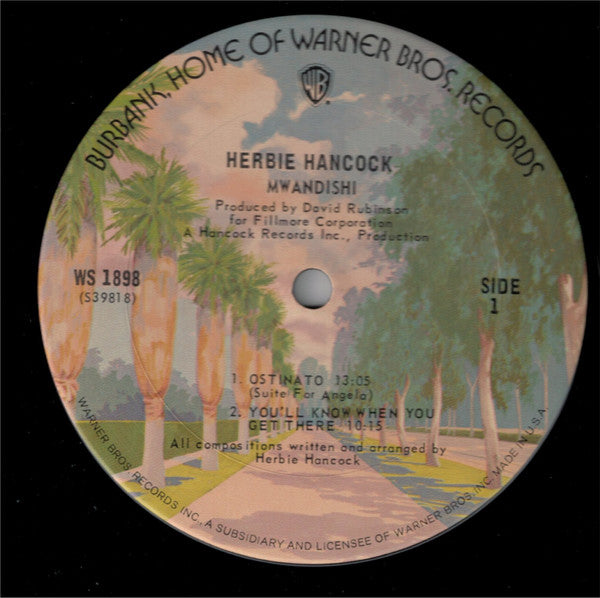 BURBANK, HOME OF WARNER BROS. RECORDS
WB
HERBIE HANCOCK
MWANDISHI
Produced by David Rubinson
for Fillmore Corporation
A Hancock Records Inc., Production
WS 1898
(S39818)
SIDE
1
1. OSTINATO 13:05
(Suite For Angela)
2. YOU'LL KNOW WHEN YOU
GET THERE 10:15
All compositions written and arranged by
Herbie Hancock
WARNER BROS. RECORDS INC., A SUBSIDIARY AND LICENSEE OF WARNER BROS. INC. MADE IN U.S.A.